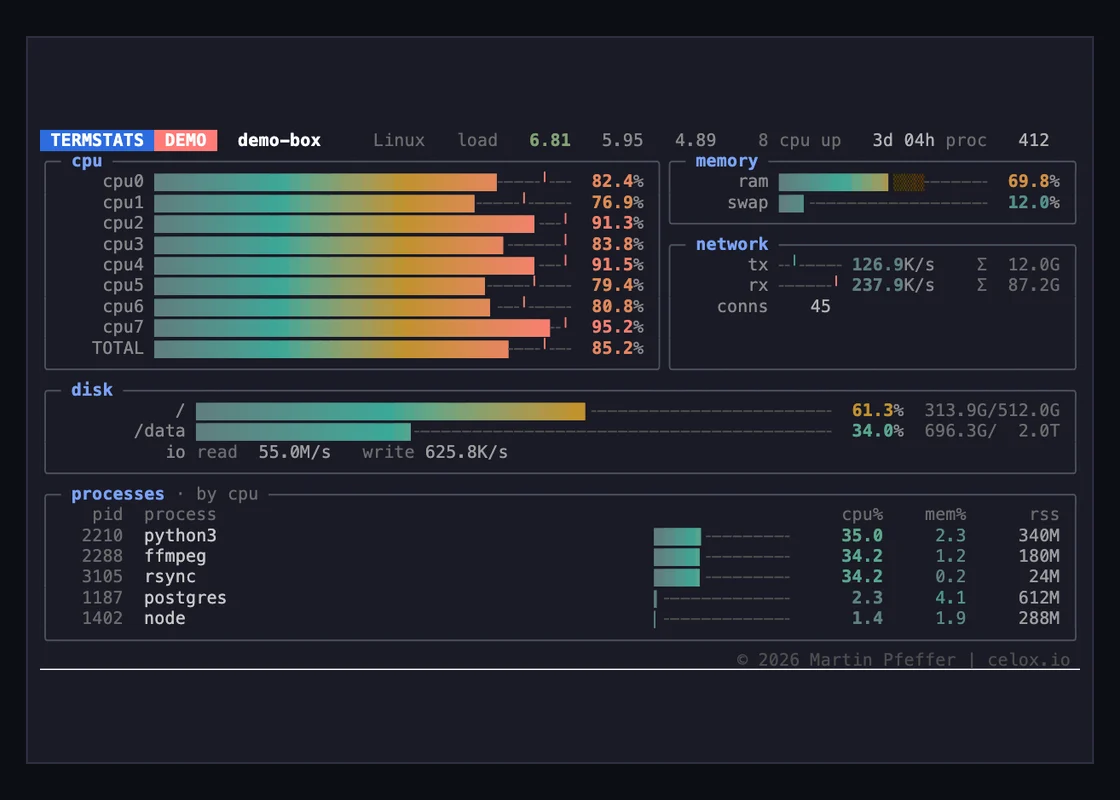 TERMSTATS DEMO demo-box Linux load 6.81 5.95 4.89 8 cpu up 3d 04h proc 412
cpu
cpu0 82.4%
cpu1 76.9%
cpu2 91.3%
cpu3 83.8%
cpu4 91.5%
cpu5 79.4%
cpu6 80.8%
cpu7 95.2%
TOTAL 85.2%
memory
ram 69.8%
swap 12.0%
network
tx 126.9K/s Σ 12.0G
rx 237.9K/s Σ 87.2G
conns 45
disk
/ 61.3% 313.9G/512.0G
/data 34.0% 696.3G/ 2.0T
io read 55.0M/s write 625.8K/s
processes · by cpu
pid process cpu% mem% rss
2210 python3 35.0 2.3 340M
2288 ffmpeg 34.2 1.2 180M
3105 rsync 34.2 0.2 24M
1187 postgres 2.3 4.1 612M
1402 node 1.4 1.9 288M
© 2026 Martin Pfeffer | celox.io